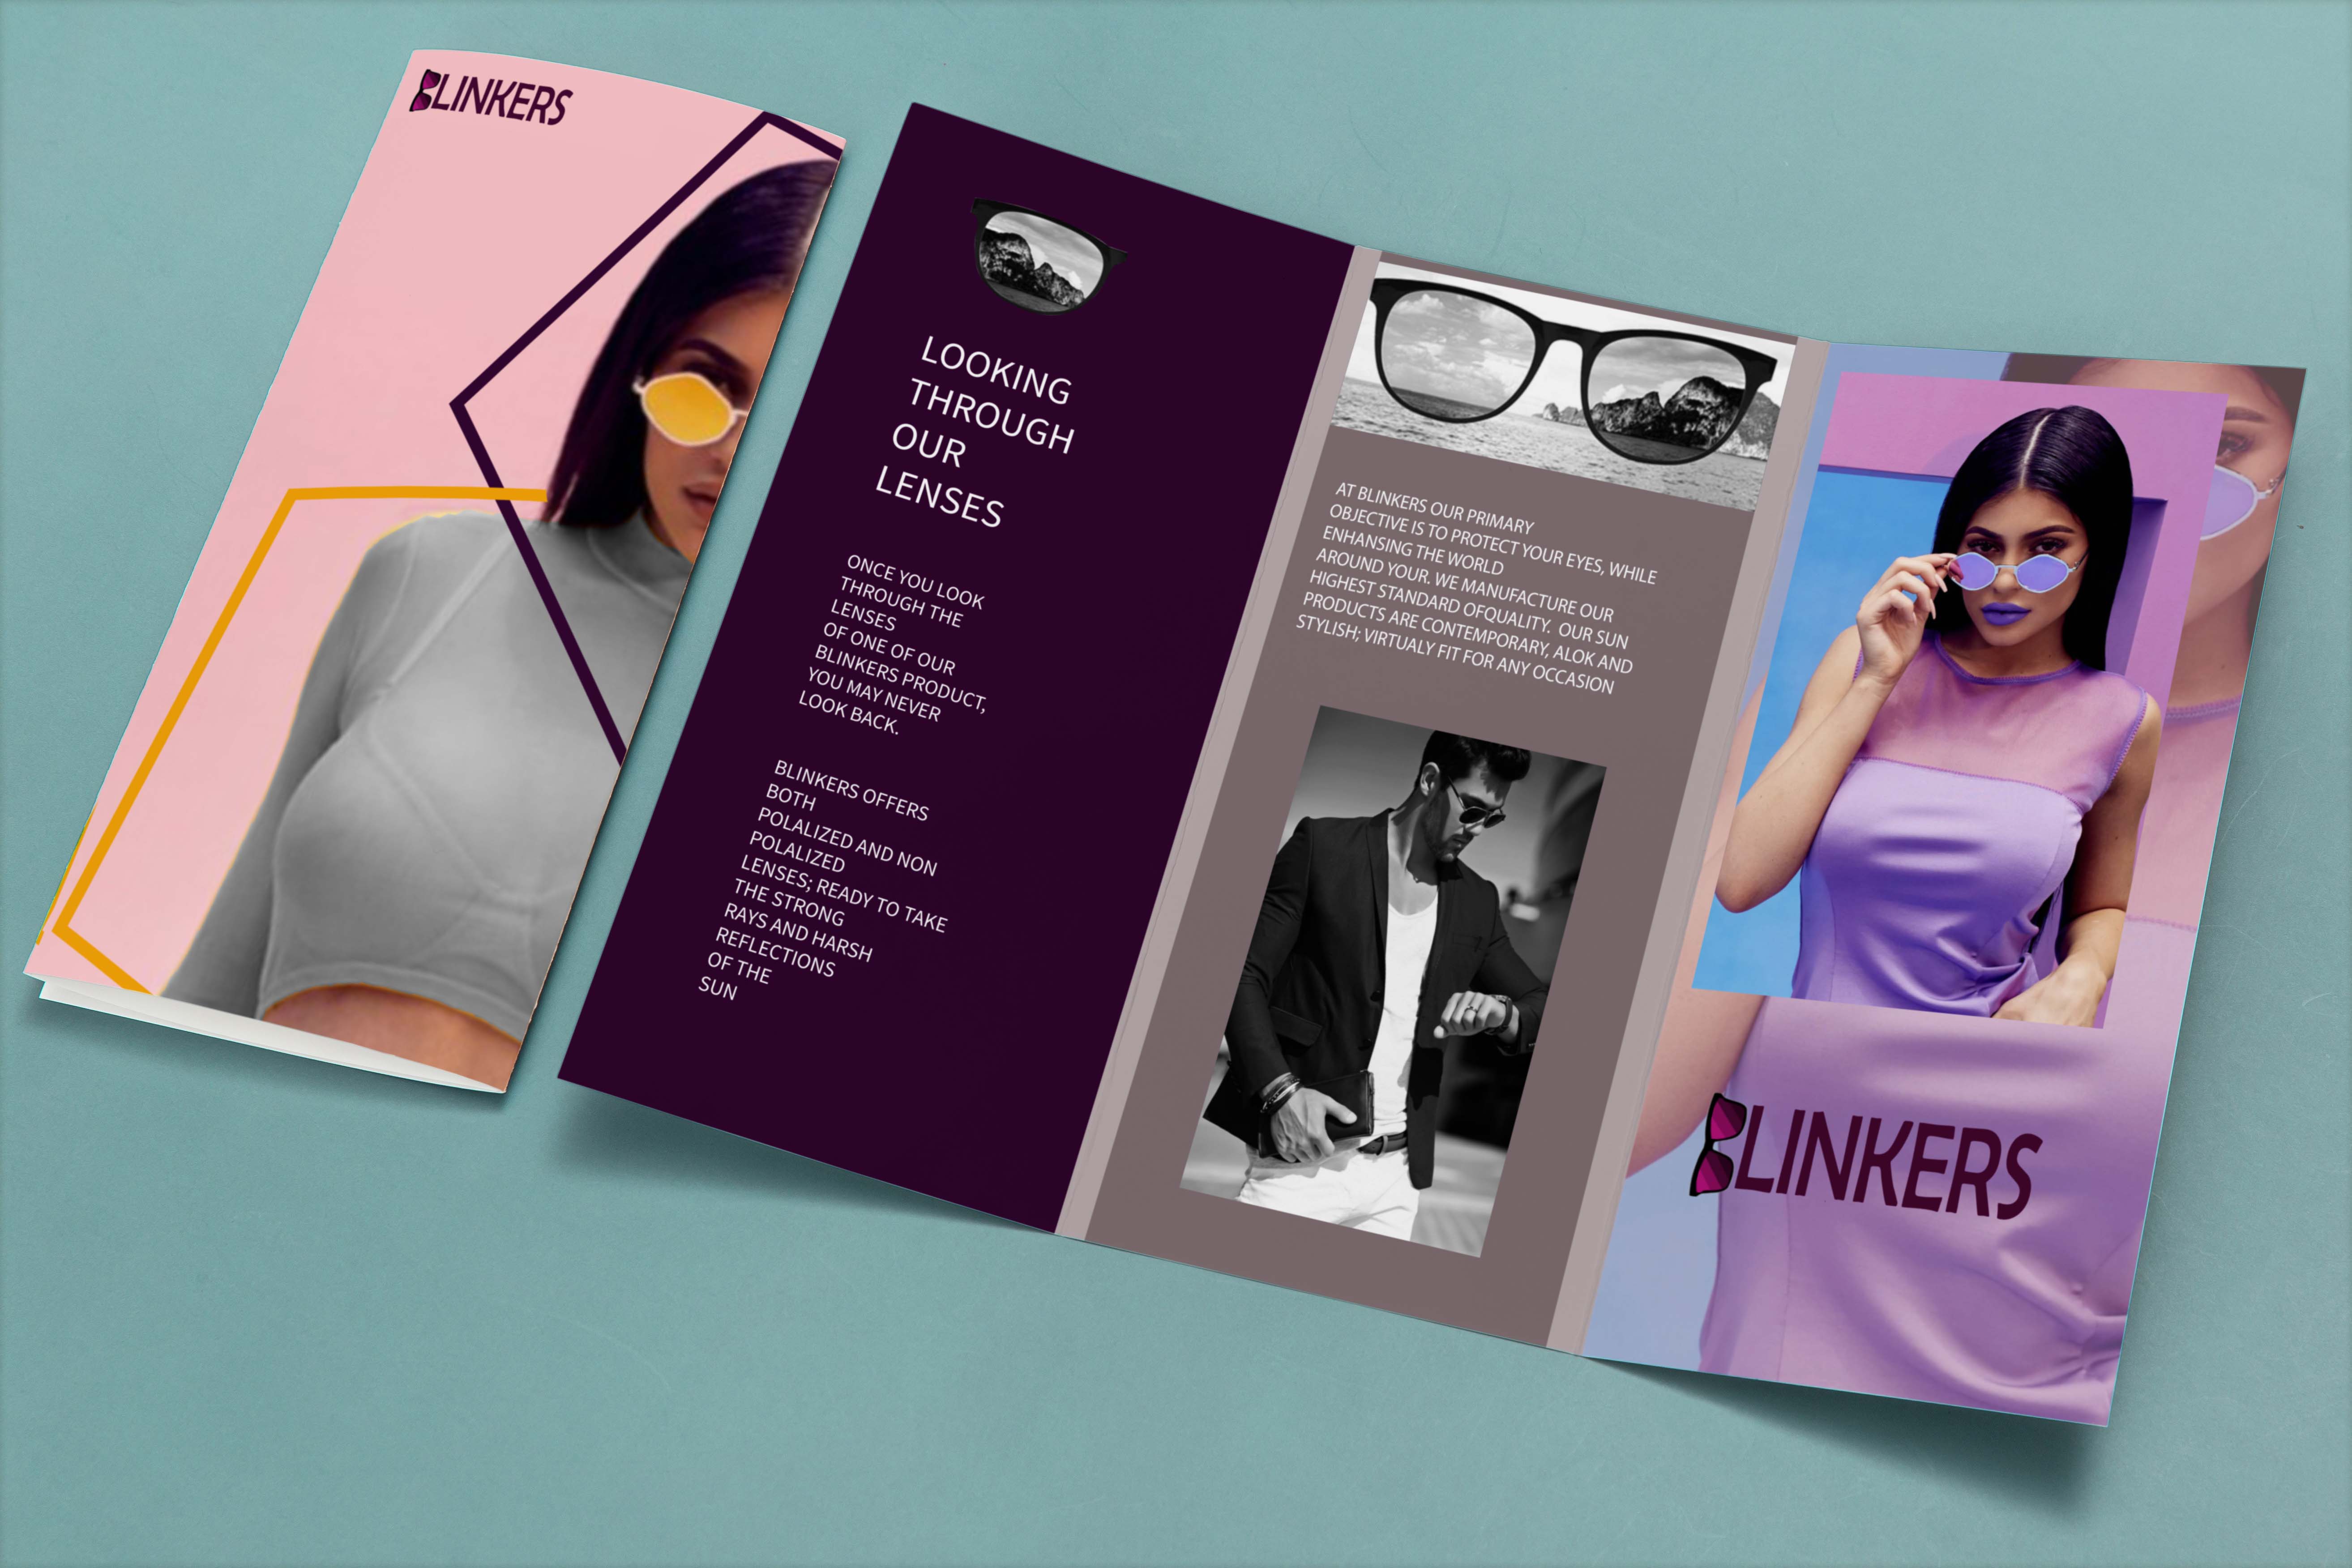 BLINKERS
LOOKING
THROUGH
OUR
LENSES
ONCE YOU LOOK
THROUGH THE
LENSES
OF ONE OF OUR
BLINKERS PRODUCT,
YOU MAY NEVER
LOOK BACK.
BLINKERS OFFERS
BOTH
POLALIZED AND NON
POLALIZED
LENSES; READY TO TAKE
THE STRONG
RAYS AND HARSH
REFLECTIONS
OF THE
SUN
AT BLINKERS OUR PRIMARY
OBJECTIVE IS TO PROTECT YOUR EYES, WHILE
ENHANSING THE WORLD
AROUND YOUR. WE MANUFACTURE OUR
HIGHEST STANDARD OFQUALITY. OUR SUN
PRODUCTS ARE CONTEMPORARY, ALOK AND
STYLISH; VIRTUALY FIT FOR ANY OCCASION
BLINKERS